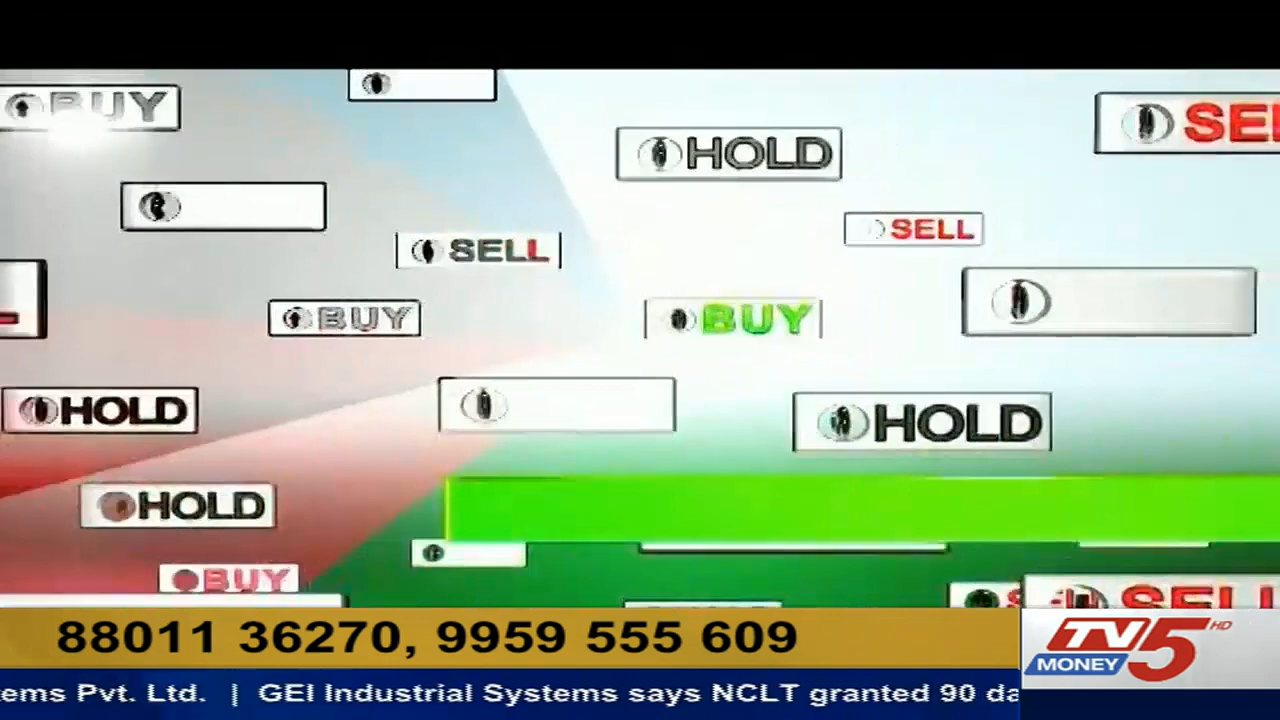 BUY
HOLD
SELL
SELL
BUY
BUY
HOLD
HOLD
HOLD
BUY
SELL
88011 36270, 9959 555 609
TV5 HD
MONEY
ems Pvt. Ltd. | GEI Industrial Systems says NCLT granted 90 da